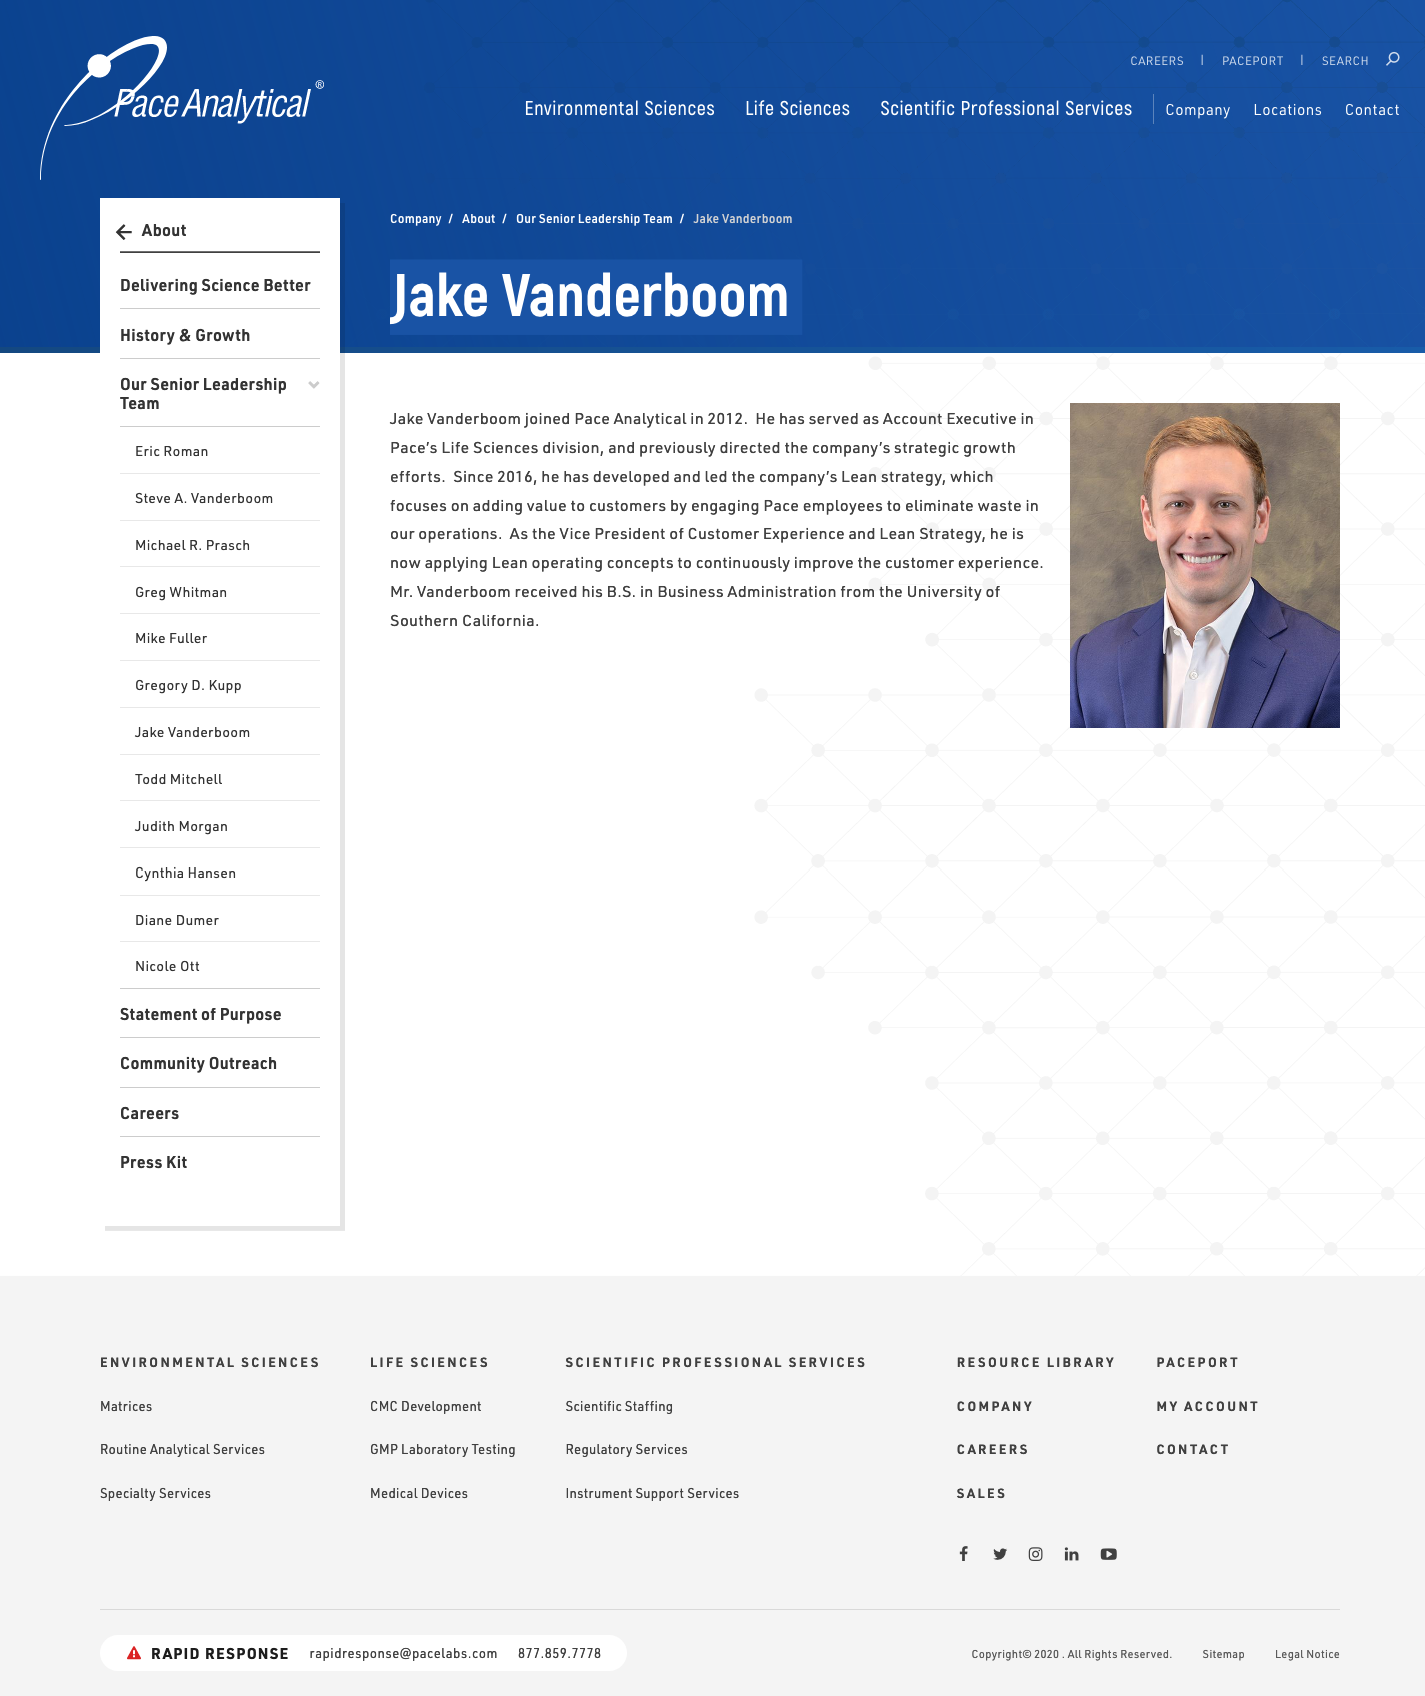 Pace Analytical ®
CAREERS | PACEPORT | SEARCH
Environmental Sciences Life Sciences Scientific Professional Services Company Locations Contact
Company / About / Our Senior Leadership Team / Jake Vanderboom
Jake Vanderboom
About
Delivering Science Better
History & Growth
Our Senior Leadership
Team
Eric Roman
Steve A. Vanderboom
Michael R. Prasch
Greg Whitman
Mike Fuller
Gregory D. Kupp
Jake Vanderboom
Todd Mitchell
Judith Morgan
Cynthia Hansen
Diane Dumer
Nicole Ott
Statement of Purpose
Community Outreach
Careers
Press Kit
Jake Vanderboom joined Pace Analytical in 2012.  He has served as Account Executive in
Pace’s Life Sciences division, and previously directed the company’s strategic growth
efforts.  Since 2016, he has developed and led the company’s Lean strategy, which
focuses on adding value to customers by engaging Pace employees to eliminate waste in
our operations.  As the Vice President of Customer Experience and Lean Strategy, he is
now applying Lean operating concepts to continuously improve the customer experience.
Mr. Vanderboom received his B.S. in Business Administration from the University of
Southern California.
ENVIRONMENTAL SCIENCES
Matrices
Routine Analytical Services
Specialty Services
LIFE SCIENCES
CMC Development
GMP Laboratory Testing
Medical Devices
SCIENTIFIC PROFESSIONAL SERVICES
Scientific Staffing
Regulatory Services
Instrument Support Services
RESOURCE LIBRARY
COMPANY
CAREERS
SALES
PACEPORT
MY ACCOUNT
CONTACT
RAPID RESPONSE rapidresponse@pacelabs.com 877.859.7778
Copyright© 2020 . All Rights Reserved. Sitemap Legal Notice